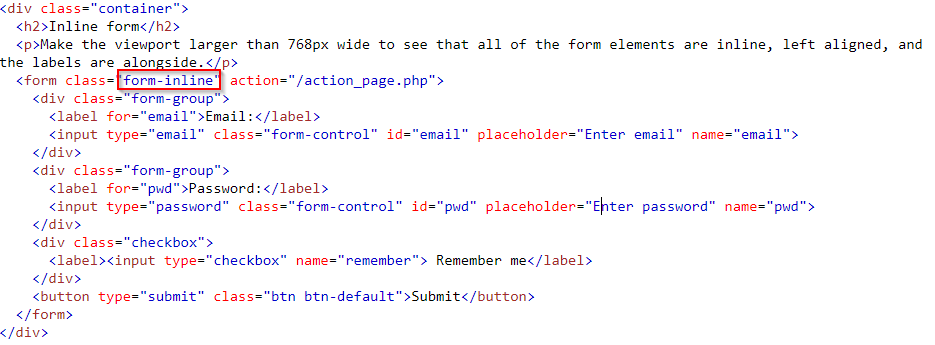 <div class="container">
  <h2>Inline form</h2>
  <p>Make the viewport larger than 768px wide to see that all of the form elements are inline, left aligned, and
the labels are alongside.</p>
  <form class="form-inline" action="/action_page.php">
    <div class="form-group">
      <label for="email">Email:</label>
      <input type="email" class="form-control" id="email" placeholder="Enter email" name="email">
    </div>
    <div class="form-group">
      <label for="pwd">Password:</label>
      <input type="password" class="form-control" id="pwd" placeholder="Enter password" name="pwd">
    </div>
    <div class="checkbox">
      <label><input type="checkbox" name="remember"> Remember me</label>
    </div>
    <button type="submit" class="btn btn-default">Submit</button>
  </form>
</div>